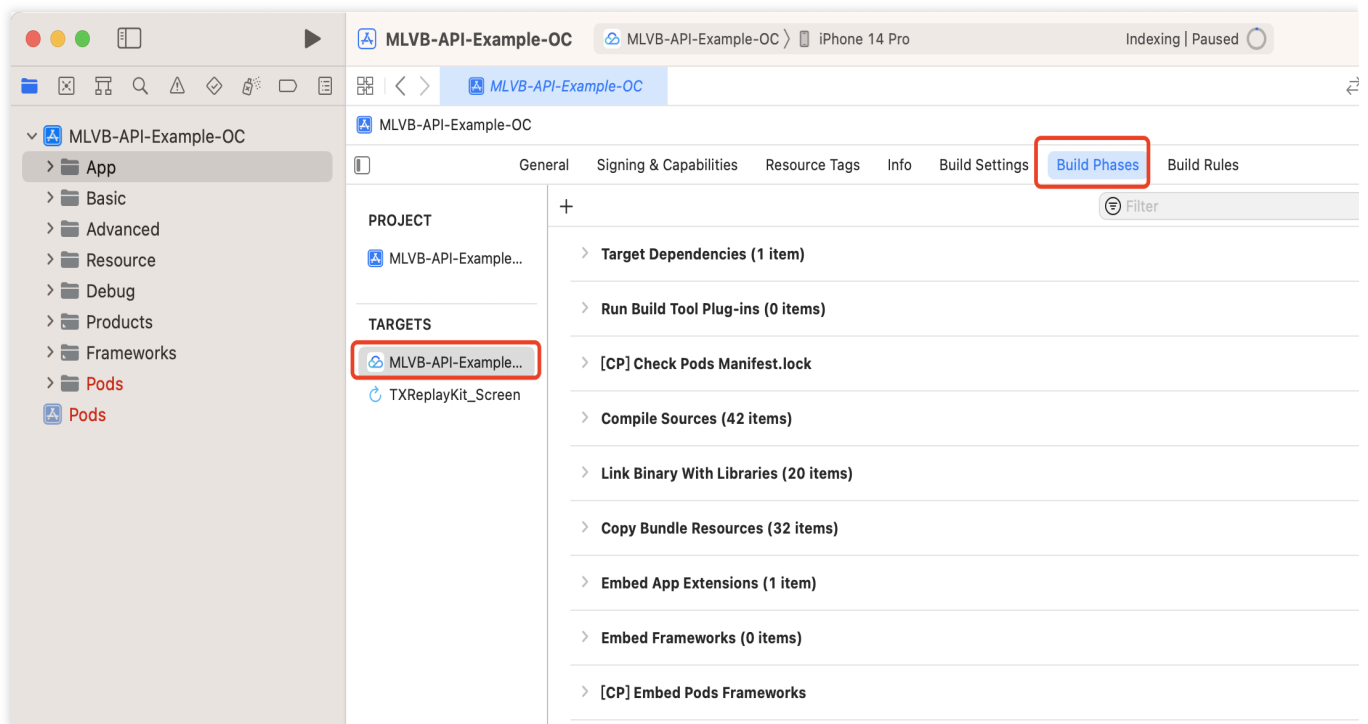 MLVB-API-Example-OC
MLVB-API-Example-OC 〉 iPhone 14 Pro
Indexing | Paused
MLVB-API-Example-OC
MLVB-API-Example-OC
App
Basic
Advanced
Resource
Debug
Products
Frameworks
Pods
Pods
MLVB-API-Example-OC
General Signing & Capabilities Resource Tags Info Build Settings Build Phases Build Rules
PROJECT
MLVB-API-Example...
TARGETS
MLVB-API-Example...
TXReplayKit_Screen
Filter
Target Dependencies (1 item)
Run Build Tool Plug-ins (0 items)
[CP] Check Pods Manifest.lock
Compile Sources (42 items)
Link Binary With Libraries (20 items)
Copy Bundle Resources (32 items)
Embed App Extensions (1 item)
Embed Frameworks (0 items)
[CP] Embed Pods Frameworks